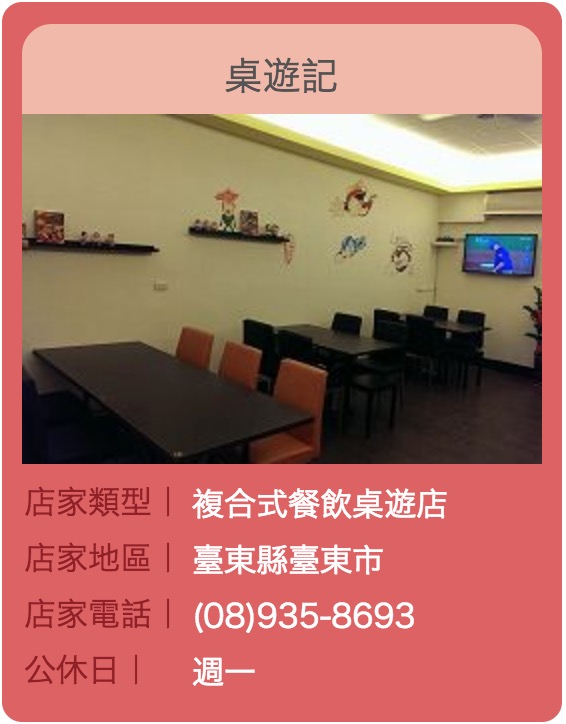 桌遊記
店家類型｜ 複合式餐飲桌遊店
店家地區｜ 臺東縣臺東市
店家電話｜ (08)935-8693
公休日｜ 週一